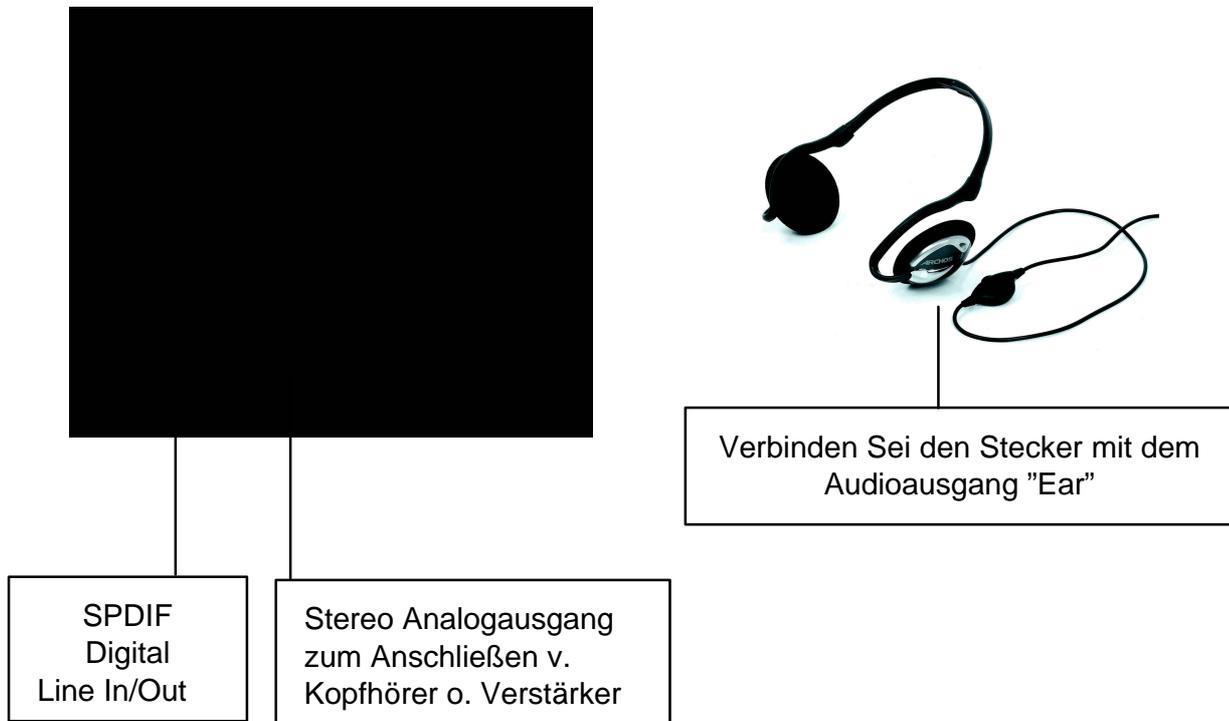 ARCHOS
Verbinden Sei den Stecker mit dem
Audioausgang ”Ear”
SPDIF
Digital
Line In/Out
Stereo Analogausgang
zum Anschließen v.
Kopfhörer o. Verstärker